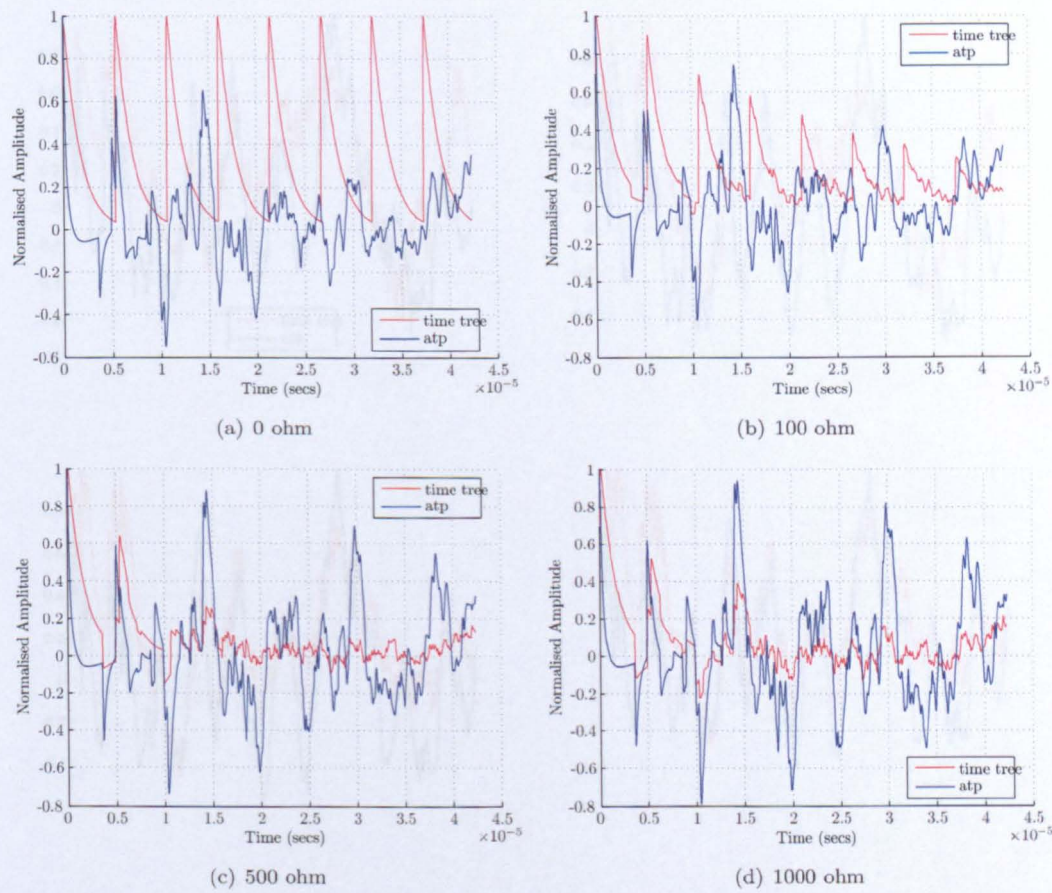 1
0.8
0.6
0.4
0.2
0
-0.2
-0.4
-0.6
Normalised Amplitude
time tree
atp
0 0.5 1 1.5 2 2.5 3 3.5 4 4.5
Time (secs)
×10⁻⁵
(a) 0 ohm
1
0.8
0.6
0.4
0.2
0
-0.2
-0.4
-0.6
-0.8
Normalised Amplitude
time tree
atp
0 0.5 1 1.5 2 2.5 3 3.5 4 4.5
Time (secs)
×10⁻⁵
(b) 100 ohm
1
0.8
0.6
0.4
0.2
0
-0.2
-0.4
-0.6
-0.8
Normalised Amplitude
time tree
atp
0 0.5 1 1.5 2 2.5 3 3.5 4 4.5
Time (secs)
×10⁻⁵
(c) 500 ohm
1
0.8
0.6
0.4
0.2
0
-0.2
-0.4
-0.6
-0.8
Normalised Amplitude
time tree
atp
0 0.5 1 1.5 2 2.5 3 3.5 4 4.5
Time (secs)
×10⁻⁵
(d) 1000 ohm